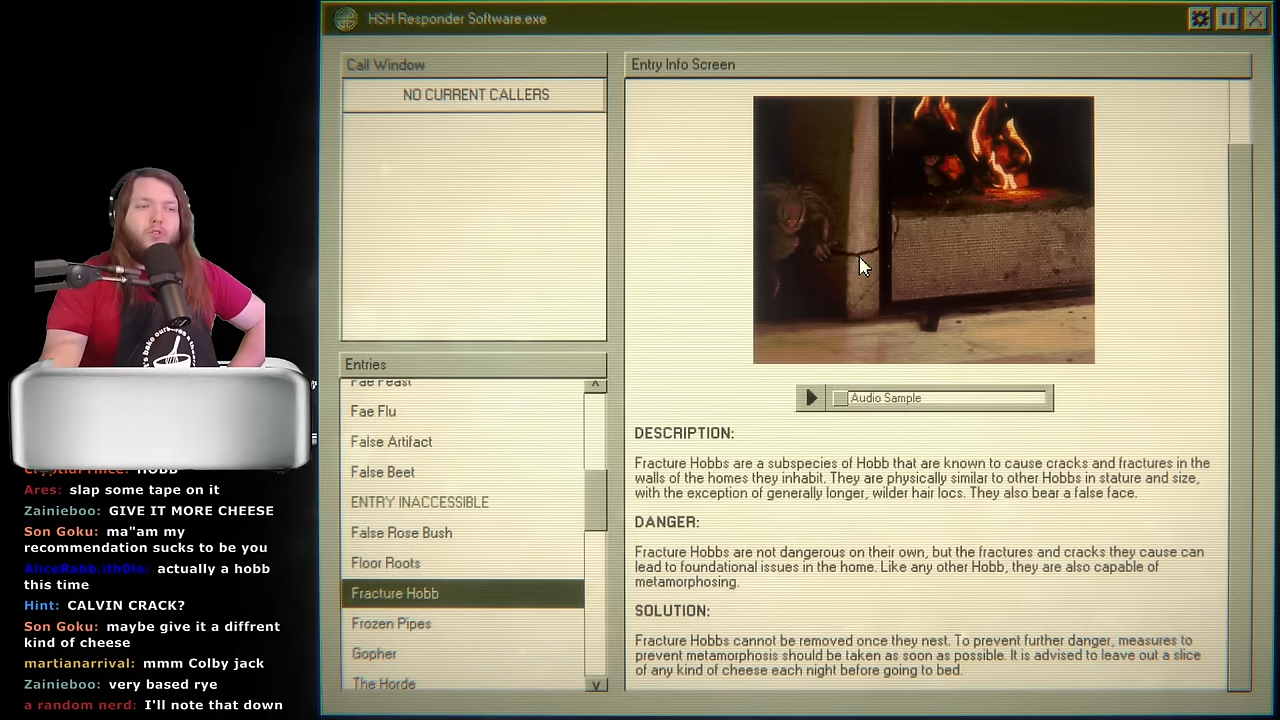 HSH Responder Software.exe
Call Window
NO CURRENT CALLERS
Entries
Fae Feast
Fae Flu
False Artifact
False Beet
ENTRY INACCESSIBLE
False Rose Bush
Floor Roots
Fracture Hobb
Frozen Pipes
Gopher
The Horde
Entry Info Screen
Audio Sample
DESCRIPTION:
Fracture Hobbs are a subspecies of Hobb that are known to cause cracks and fractures in the
walls of the homes they inhabit. They are physically similar to other Hobbs in stature and size,
with the exception of generally longer, wilder hair locs. They also bear a false face.
DANGER:
Fracture Hobbs are not dangerous on their own, but the fractures and cracks they cause can
lead to foundational issues in the home. Like any other Hobb, they are also capable of
metamorphosing.
SOLUTION:
Fracture Hobbs cannot be removed once they nest. To prevent further danger, measures to
prevent metamorphosis should be taken as soon as possible. It is advised to leave out a slice
of any kind of cheese each night before going to bed.
HOBB
Ares: slap some tape on it
Zainieboo: GIVE IT MORE CHEESE
Son Goku: ma"am my
recommendation sucks to be you
actually a hobb
this time
Hint: CALVIN CRACK?
Son Goku: maybe give it a diffrent
kind of cheese
martianarrival: mmm Colby jack
Zainieboo: very based rye
a random nerd: I'll note that down